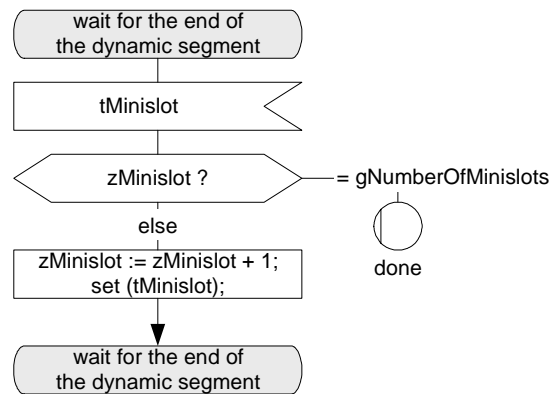 wait for the end of
the dynamic segment
tMinislot
zMinislot ?
= gNumberOfMinislots
else
done
zMinislot := zMinislot + 1;
set (tMinislot);
wait for the end of
the dynamic segment